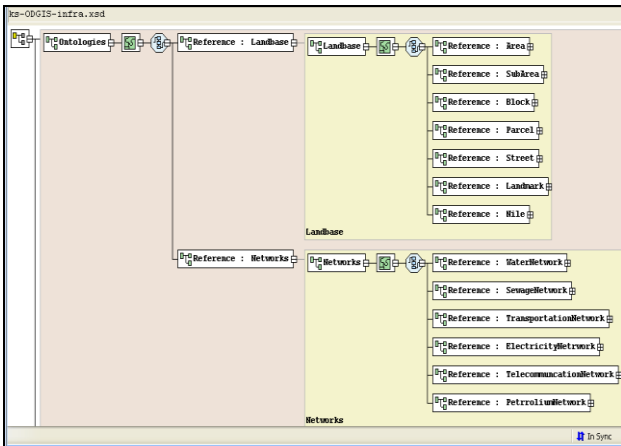 ks-ODGIS-infra.xsd
Ontologies
Reference : Landbase
Landbase
Reference : Area
Reference : SubArea
Reference : Block
Reference : Parcel
Reference : Street
Reference : Landmark
Reference : Nile
Landbase
Reference : Networks
Networks
Reference : WaterNetwork
Reference : SewageNetwork
Reference : TransportationNetwork
Reference : ElectricityNetrwork
Reference : TelecommuncationNetwork
Reference : PetrroliumNetwork
Networks
In Sync